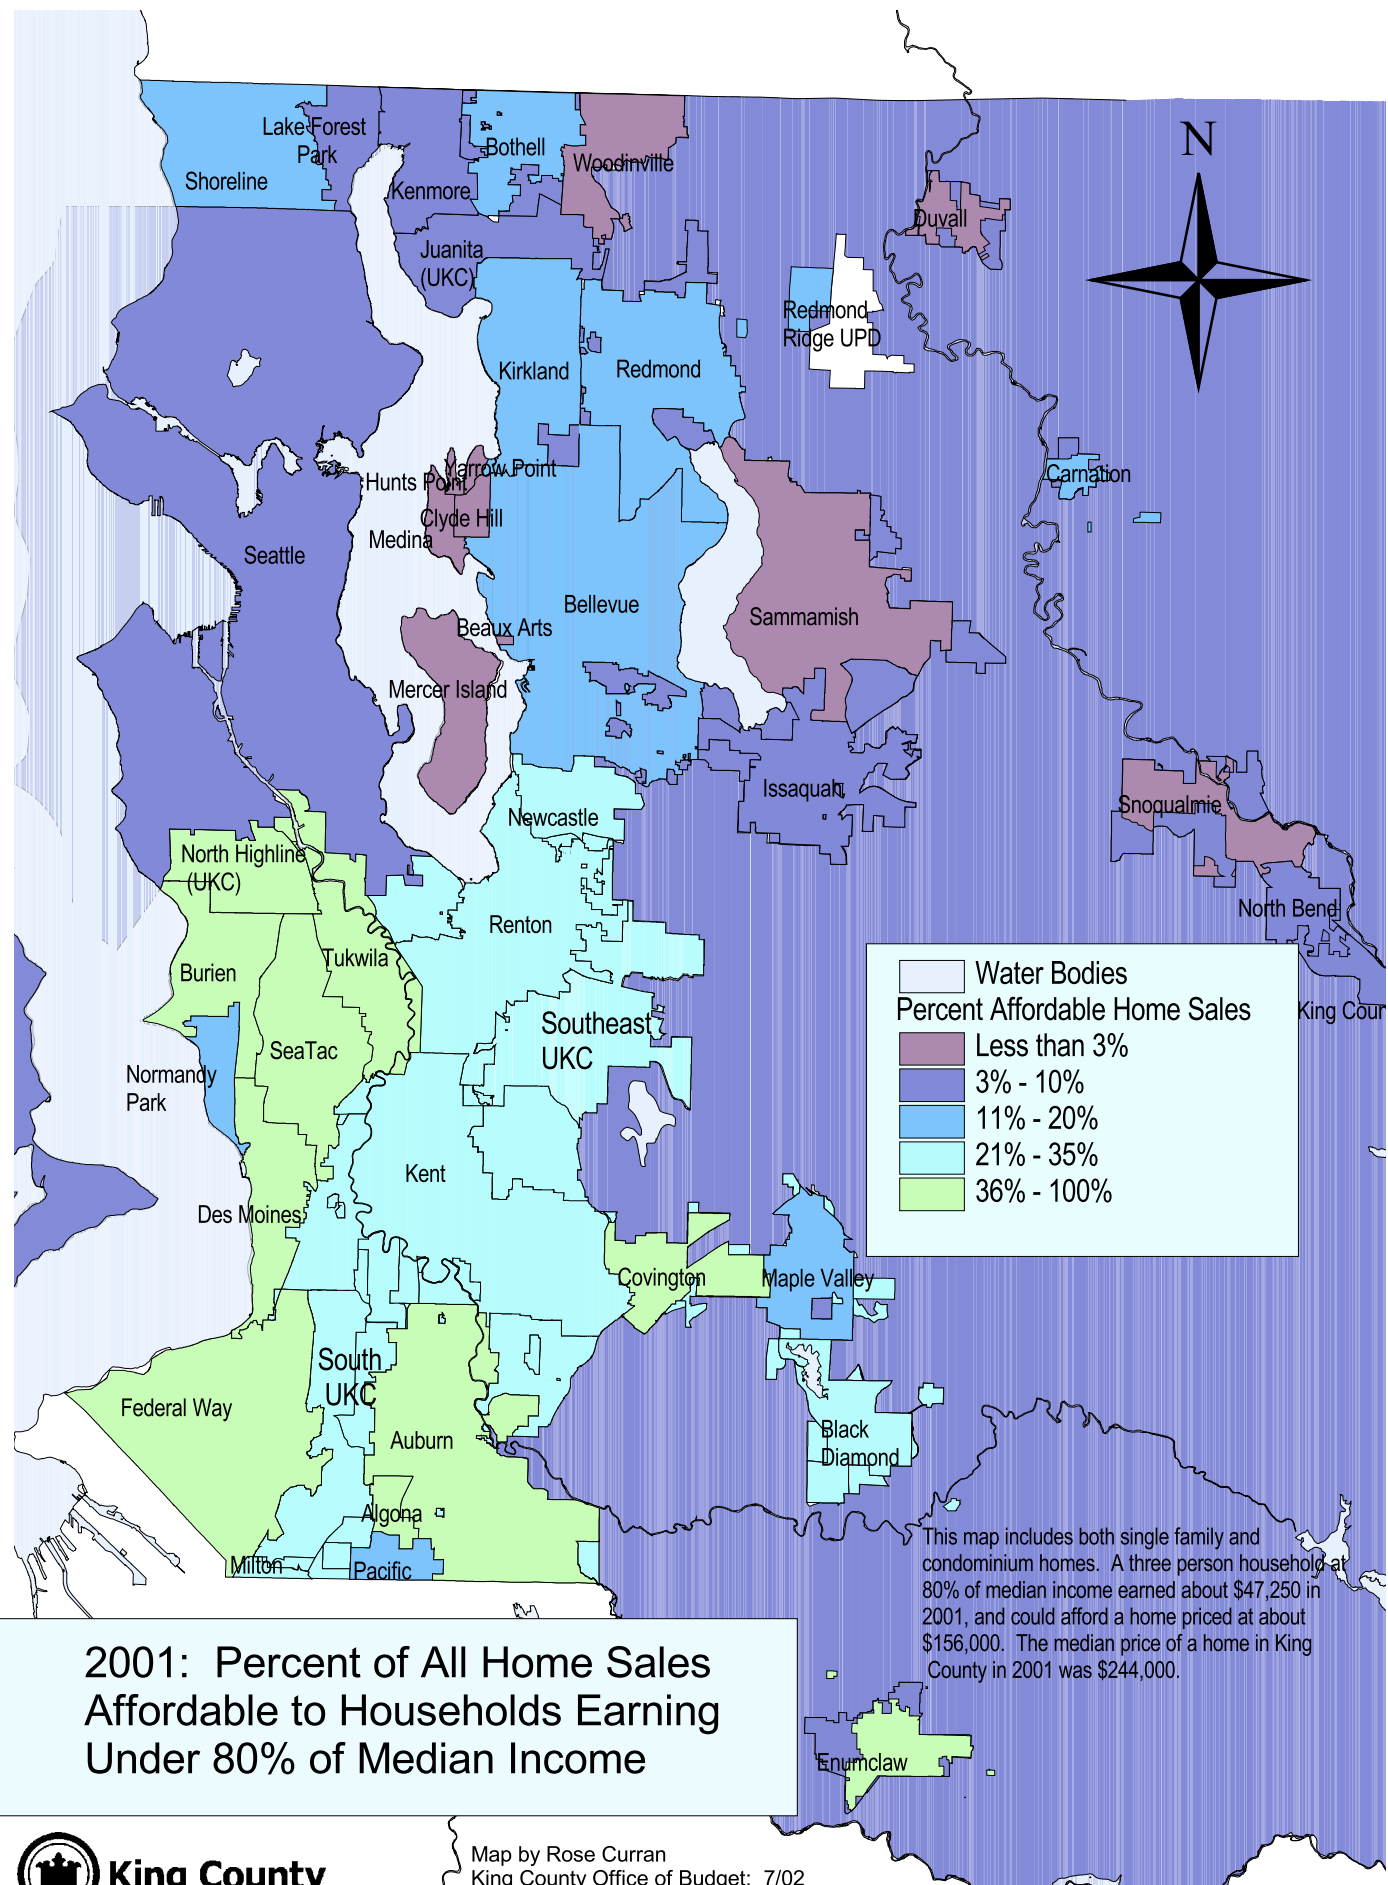 N
Lake Forest
Park
Shoreline
Bothell
Woodinville
Kenmore
Duvall
Juanita
(UKC)
Redmond
Ridge UPD
Kirkland
Redmond
Yarrow Point
Hunts Point
Carnation
Clyde Hill
Medina
Seattle
Bellevue
Sammamish
Beaux Arts
Mercer Island
Issaquah
Snoqualmie
Newcastle
North Highline
(UKC)
North Bend
Renton
Tukwila
Burien
Water Bodies
Percent Affordable Home Sales
Less than 3%
3% - 10%
11% - 20%
21% - 35%
36% - 100%
King Cour
Southeast
UKC
SeaTac
Normandy
Park
Kent
Des Moines
Covington
Maple Valley
South
UKC
Federal Way
Auburn
Black
Diamond
Algona
Milton
Pacific
This map includes both single family and
condominium homes.  A three person household at
80% of median income earned about $47,250 in
2001, and could afford a home priced at about
$156,000.  The median price of a home in King
County in 2001 was $244,000.
2001:  Percent of All Home Sales
Affordable to Households Earning
Under 80% of Median Income
Enumclaw
King County
Map by Rose Curran
King County Office of Budget:  7/02